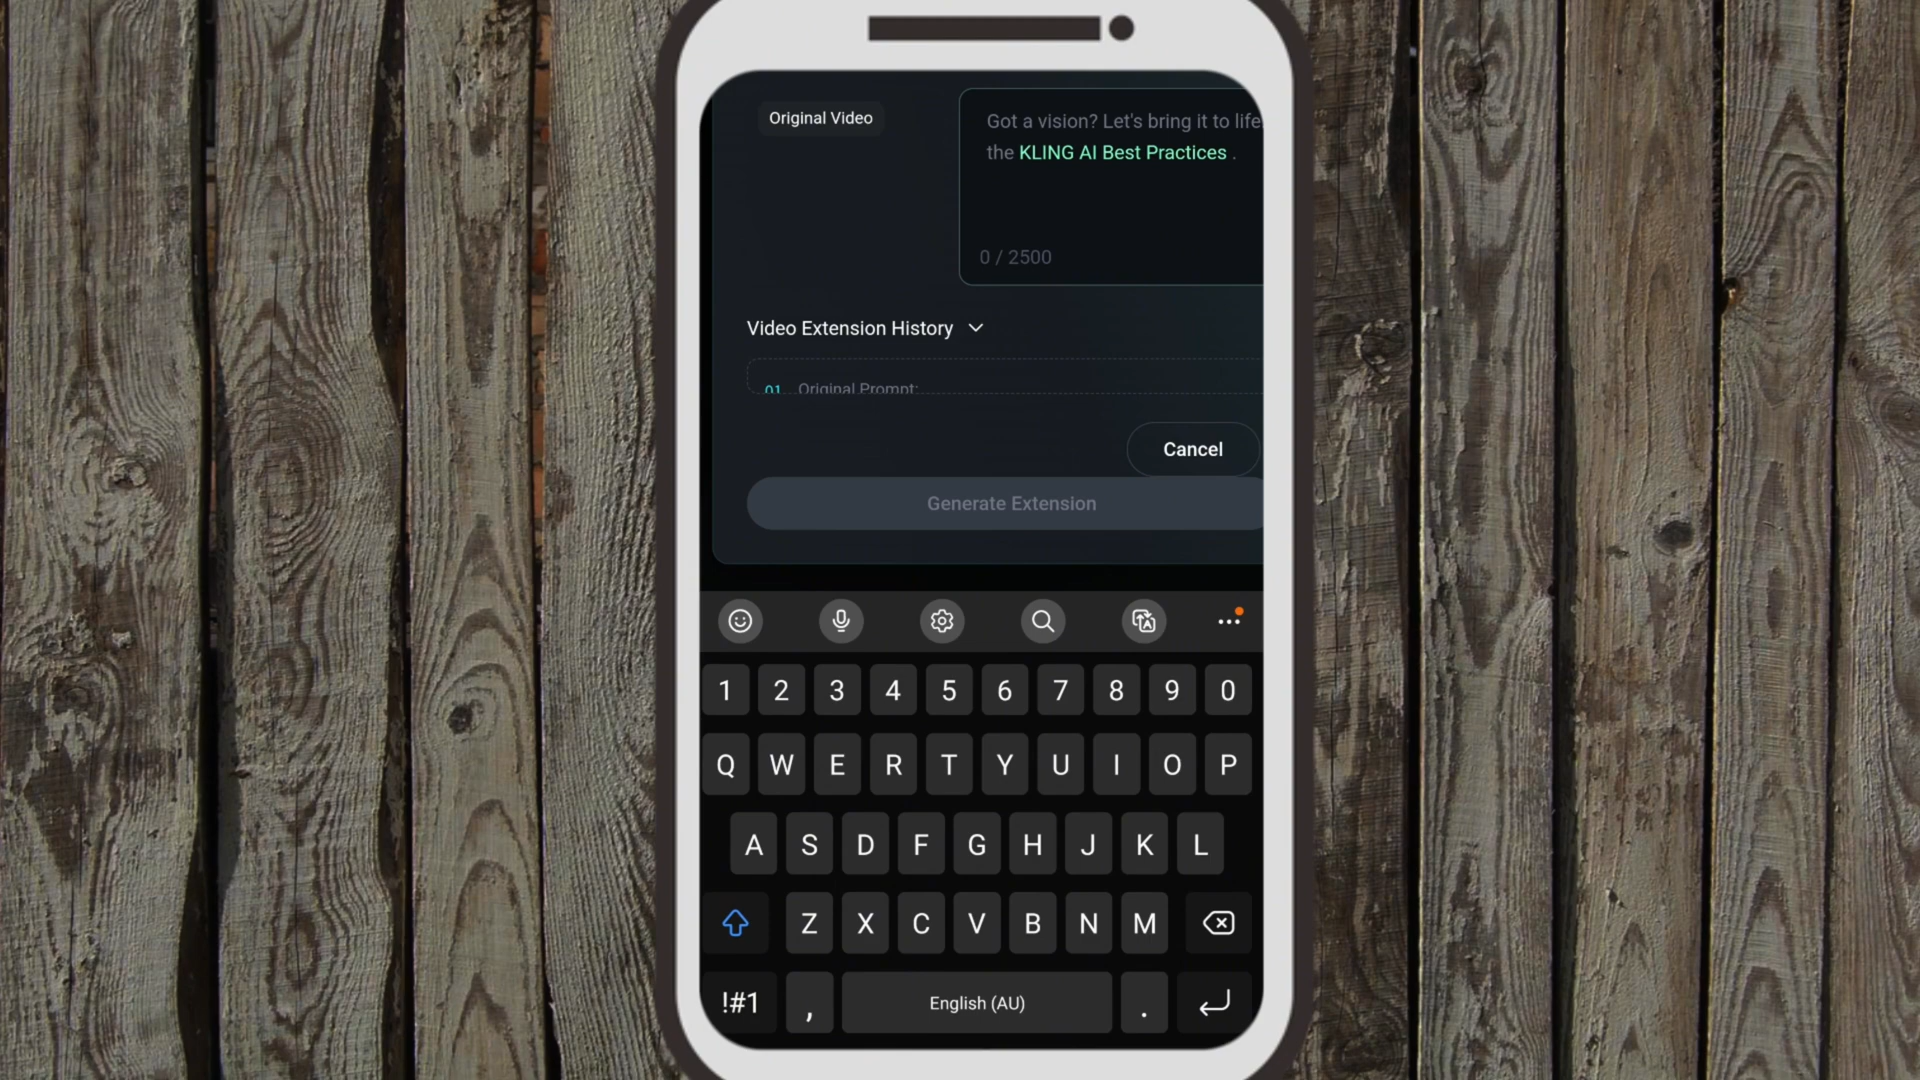 Original Video
Got a vision? Let's bring it to life
the KLING AI Best Practices .
0 / 2500
Video Extension History
01 Original Prompt:
Cancel
Generate Extension
1 2 3 4 5 6 7 8 9 0
Q W E R T Y U I O P
A S D F G H J K L
Z X C V B N M
!#1 , English (AU) .